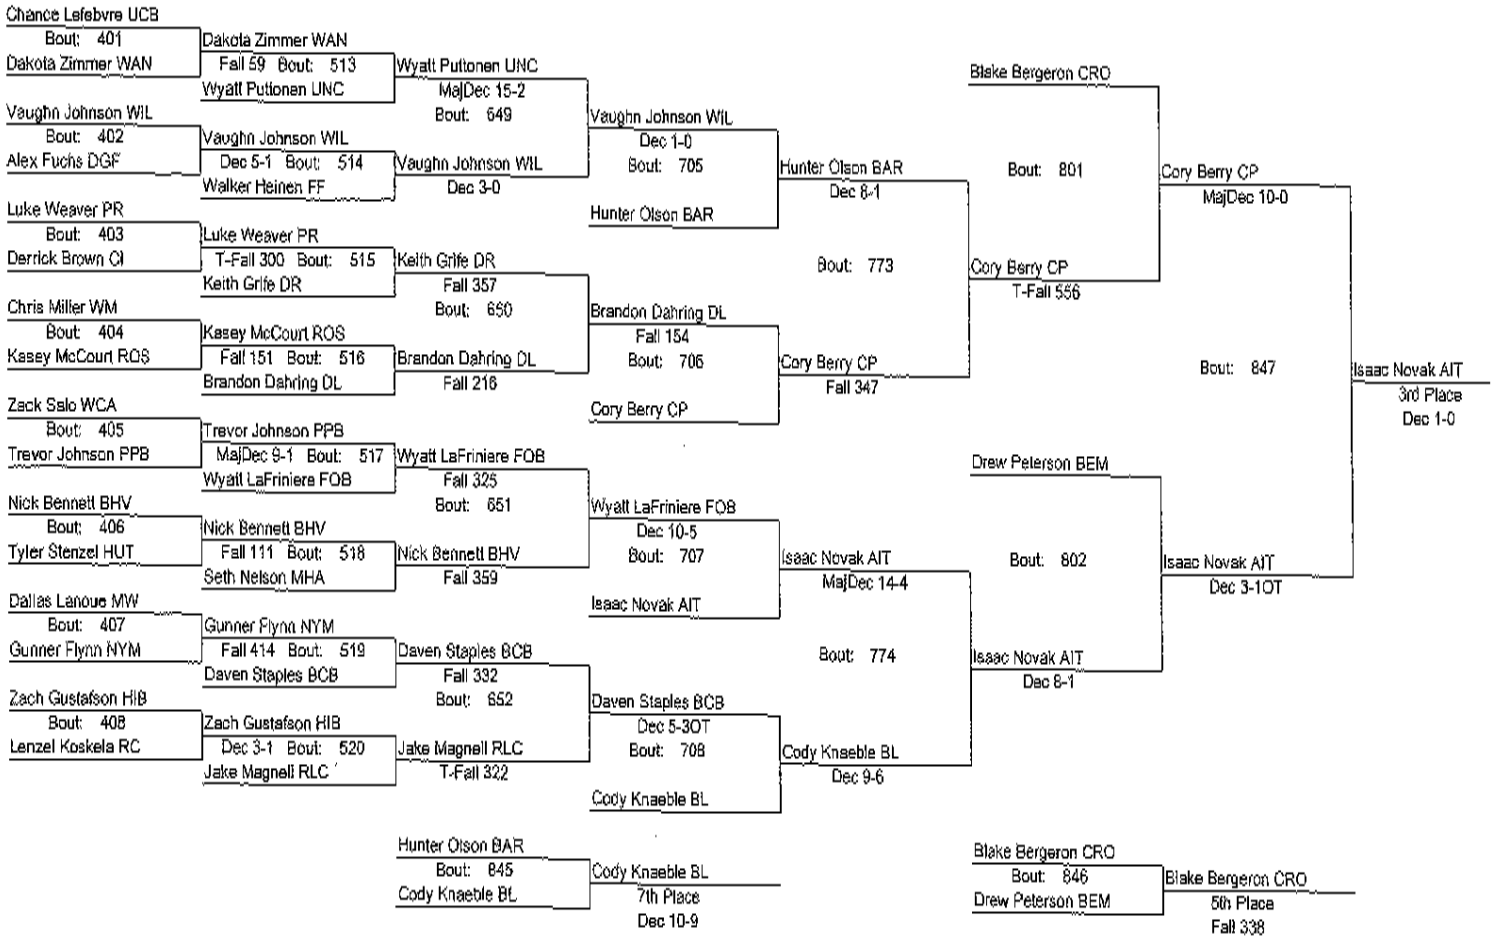 Chance Lefebvre UCB
Bout: 401
Dakota Zimmer WAN
Vaughn Johnson WIL
Bout: 402
Alex Fuchs DGF
Luke Weaver PR
Bout: 403
Derrick Brown CI
Chris Miller WM
Bout: 404
Kasey McCourt ROS
Zack Salo WCA
Bout: 405
Trevor Johnson PPB
Nick Bennett BHV
Bout: 406
Tyler Stenzel HUT
Dallas Lanoue MW
Bout: 407
Gunner Flynn NYM
Zach Gustafson HIB
Bout: 408
Lenzel Koskela RC
Dakota Zimmer WAN
Fall 59 Bout: 513
Wyatt Puttonen UNC
Vaughn Johnson WIL
Dec 5-1 Bout: 514
Walker Heinen FF
Luke Weaver PR
T-Fall 300 Bout: 515
Keith Grife DR
Kasey McCourt ROS
Fall 151 Bout: 516
Brandon Dahring DL
Trevor Johnson PPB
MajDec 9-1 Bout: 517
Wyatt LaFriniere FOB
Nick Bennett BHV
Fall 111 Bout: 518
Seth Nelson MHA
Gunner Flynn NYM
Fall 414 Bout: 519
Daven Staples BCB
Zach Gustafson HIB
Dec 3-1 Bout: 520
Jake Magnell RLC
Wyatt Puttonen UNC
MajDec 15-2
Bout: 649
Vaughn Johnson WIL
Dec 3-0
Keith Grife DR
Fall 357
Bout: 650
Brandon Dahring DL
Fall 216
Wyatt LaFriniere FOB
Fall 325
Bout: 651
Nick Bennett BHV
Fall 359
Daven Staples BCB
Fall 332
Bout: 652
Jake Magnell RLC
T-Fall 322
Vaughn Johnson WIL
Dec 1-0
Bout: 705
Hunter Olson BAR
Brandon Dahring DL
Fall 154
Bout: 706
Cory Berry CP
Wyatt LaFriniere FOB
Dec 10-5
Bout: 707
Isaac Novak AIT
Daven Staples BCB
Dec 5-3OT
Bout: 708
Cody Knaeble BL
Hunter Olson BAR
Dec 8-1
Bout: 773
Cory Berry CP
Fall 347
Isaac Novak AIT
MajDec 14-4
Bout: 774
Cody Knaeble BL
Dec 9-6
Blake Bergeron CRO
Bout: 801
Cory Berry CP
T-Fall 556
Drew Peterson BEM
Bout: 802
Isaac Novak AIT
Dec 8-1
Cory Berry CP
MajDec 10-0
Bout: 847
Isaac Novak AIT
Dec 3-1OT
Isaac Novak AIT
3rd Place
Dec 1-0
Hunter Olson BAR
Bout: 845
Cody Knaeble BL
Cody Knaeble BL
7th Place
Dec 10-9
Blake Bergeron CRO
Bout: 846
Drew Peterson BEM
Blake Bergeron CRO
5th Place
Fall 338